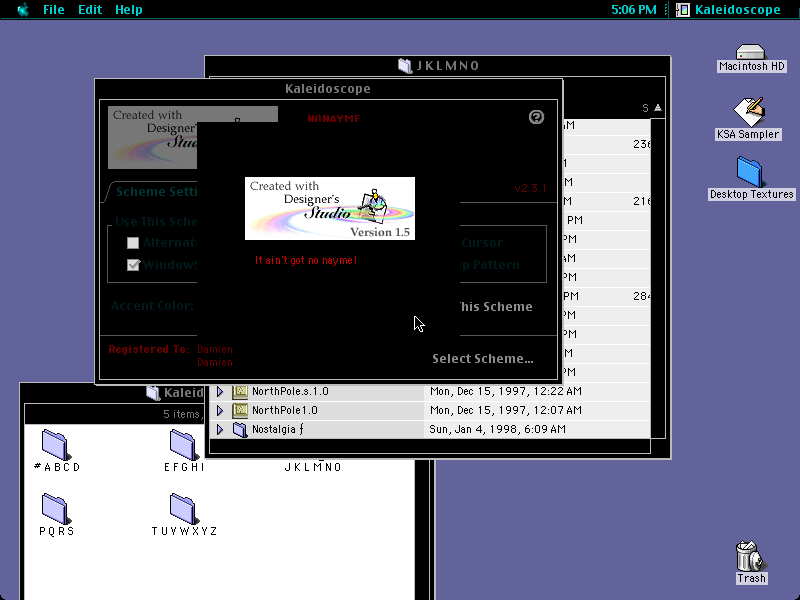 File Edit Help
5:06 PM Kaleidoscope
JKLMNO
Macintosh HD
KSA Sampler
Desktop Textures
Trash
Kaleidoscope
Created with
Designer's
Stu
NONAYME
?
v2.3.1
Scheme Setti
Use This Sche
Alternat
Cursor
Window
op Pattern
Accent Color:
This Scheme
Registered To: Damien
Damien
Select Scheme...
Created with
Designer's
Studio
Version 1.5
It ain't got no nayme!
S
236
216
PM
PM
AM
PM
PM
284
PM
PM
PM
PM
NorthPole.s.1.0 Mon, Dec 15, 1997, 12:22 AM
NorthPole1.0 Mon, Dec 15, 1997, 12:07 AM
Nostalgia ƒ Sun, Jan 4, 1998, 6:09 AM
Kaleid
5 items,
#ABCD
EFGHI
JKLMNO
PQRS
TUVWXYZ